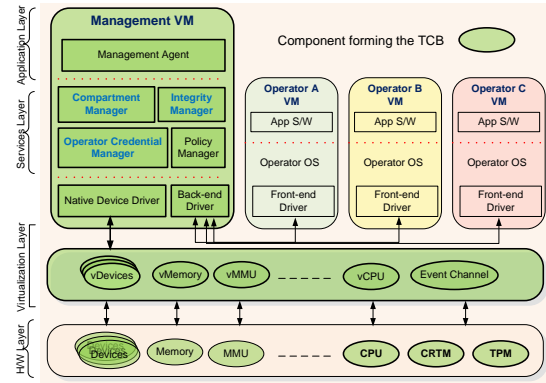 Application Layer
Services Layer
Virtualization Layer
H/W Layer
Management VM
Management Agent
Compartment
Manager
Integrity
Manager
Operator Credential
Manager
Policy
Manager
Native Device Driver
Back-end
Driver
Component forming the TCB
Operator A
VM
App S/W
Operator OS
Front-end
Driver
Operator B
VM
App S/W
Operator OS
Front-end
Driver
Operator C
VM
App S/W
Operator OS
Front-end
Driver
vDevices
vMemory
vMMU
vCPU
Event Channel
Devices
Devices
Devices
Memory
MMU
CPU
CRTM
TPM